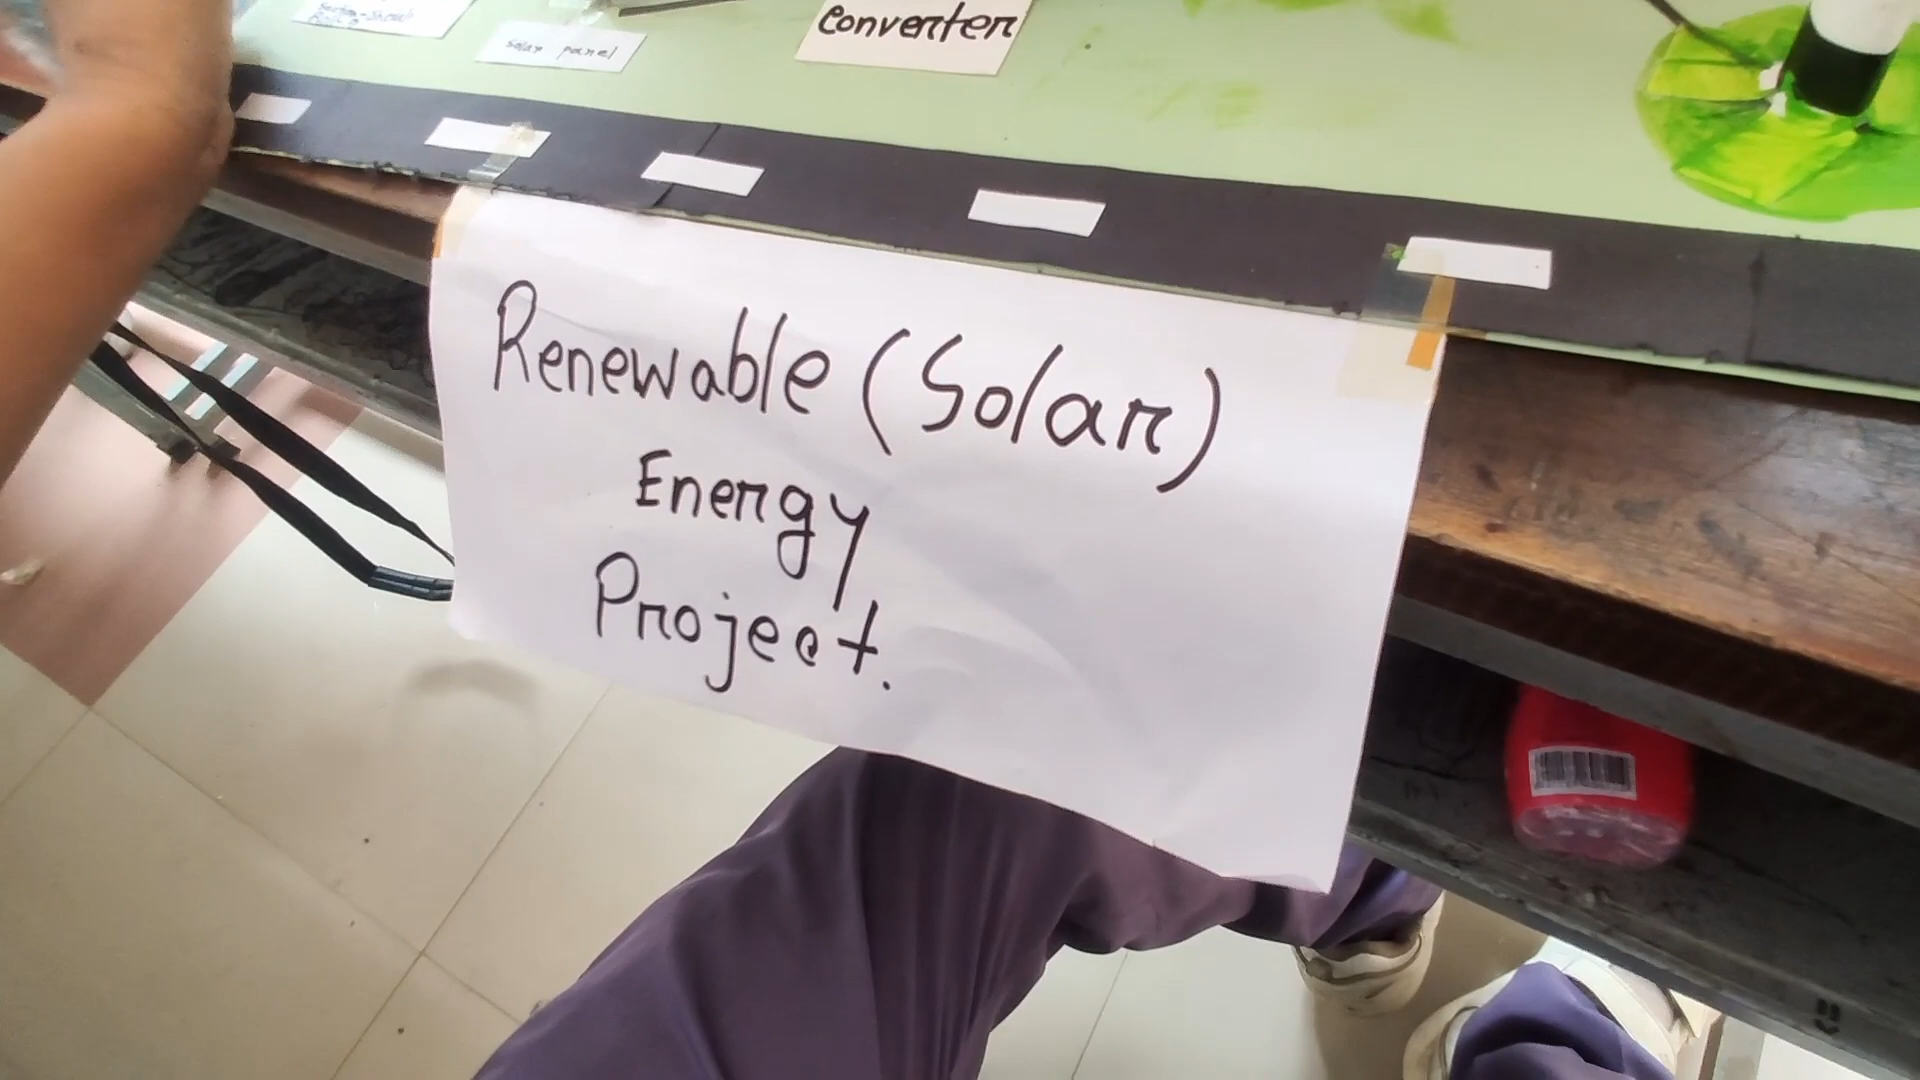 Solar panel
Converter
Renewable (Solar)
Energy
Project.